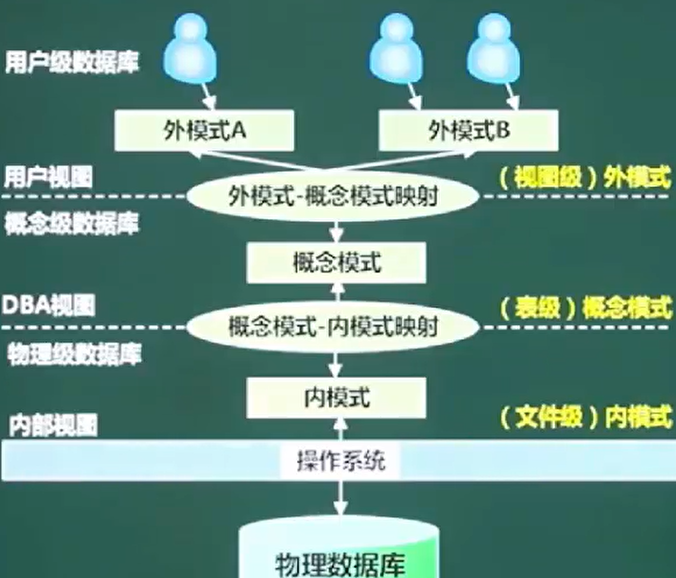 用户级数据库
外模式A
外模式B
用户视图
（视图级）外模式
外模式-概念模式映射
概念级数据库
概念模式
DBA视图
（表级）概念模式
概念模式-内模式映射
物理级数据库
内模式
（文件级）内模式
内部视图
操作系统
物理数据库